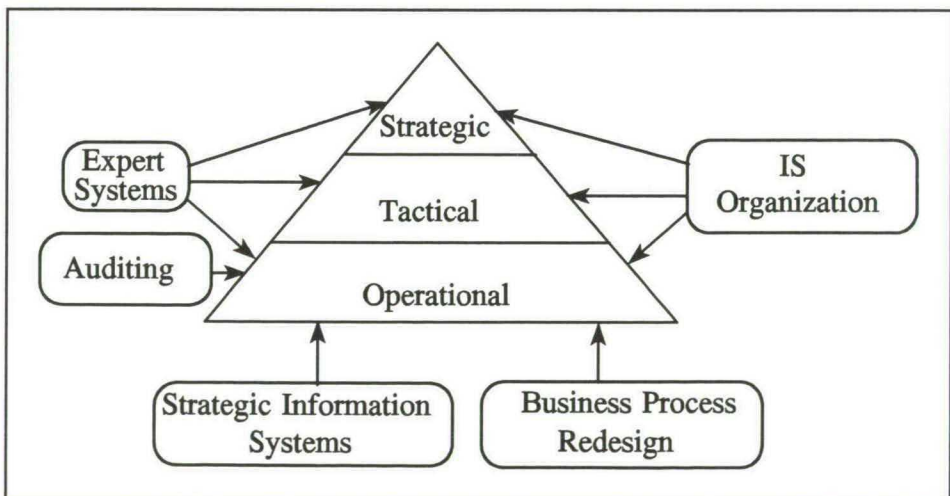 Strategic
Expert
Systems
IS
Organization
Tactical
Auditing
Operational
Strategic Information
Systems
Business Process
Redesign